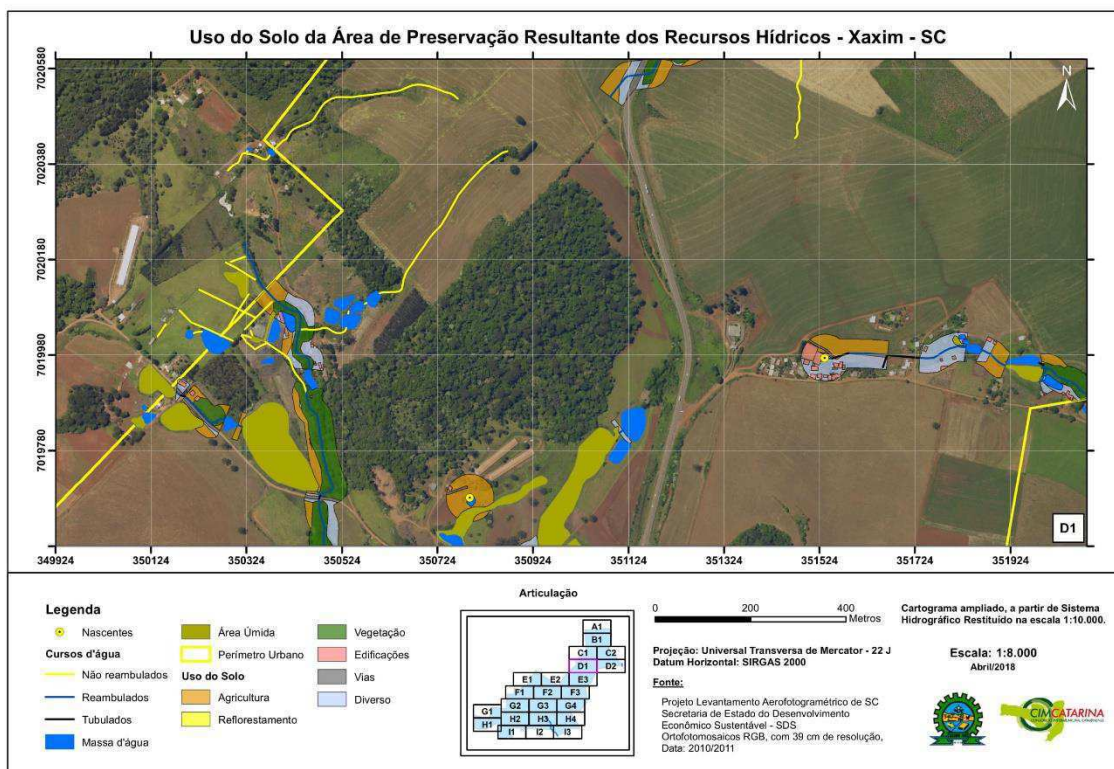 Uso do Solo da Área de Preservação Resultante dos Recursos Hídricos - Xaxim - SC
7020580
7020380
7020180
7019980
7019780
N
D1
349924
350124
350324
350524
350724
350924
351124
351324
351524
351724
351924
Legenda
Nascentes
Cursos d'água
Não reambulados
Reambulados
Tubulados
Massa d'água
Área Úmida
Perímetro Urbano
Uso do Solo
Agricultura
Reflorestamento
Vegetação
Edificações
Vias
Diverso
Articulação
A1
B1
C1 C2
D1 D2
E1 E2 E3
F1 F2 F3
G1 G2 G3 G4
H1 H2 H3 H4
I1 I2 I3
0 200 400
Metros
Projeção: Universal Transversa de Mercator - 22 J
Datum Horizontal: SIRGAS 2000
Fonte:
Projeto Levantamento Aerofotogramétrico de SC
Secretaria de Estado do Desenvolvimento
Econômico Sustentável - SDS
Ortofotomosaicos RGB, com 39 cm de resolução,
Data: 2010/2011
Cartograma ampliado, a partir de Sistema
Hidrográfico Restituído na escala 1:10.000.
Escala: 1:8.000
Abril/2018
CIMCATARINA